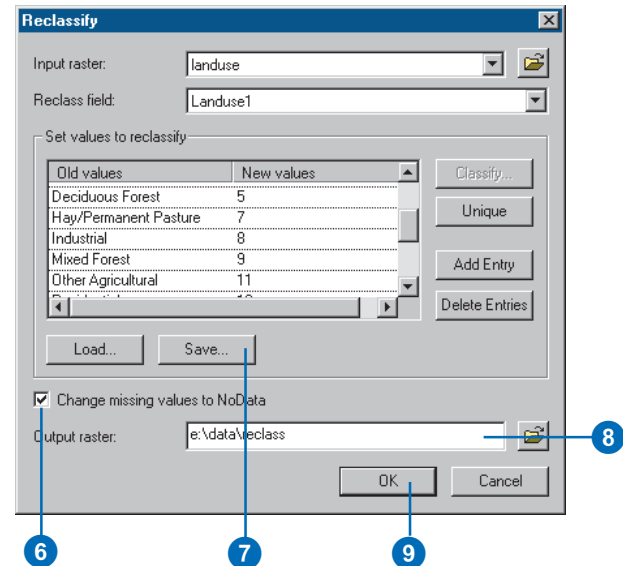 Reclassify
Input raster: landuse
Reclass field: Landuse1
Set values to reclassify
Old values New values
Classify...
Deciduous Forest 5
Hay/Permanent Pasture 7
Unique
Industrial 8
Mixed Forest 9
Add Entry
Other Agricultural 11
Delete Entries
Load... Save...
Change missing values to NoData
Output raster: e:\data\reclass
8
OK Cancel
6 7 9